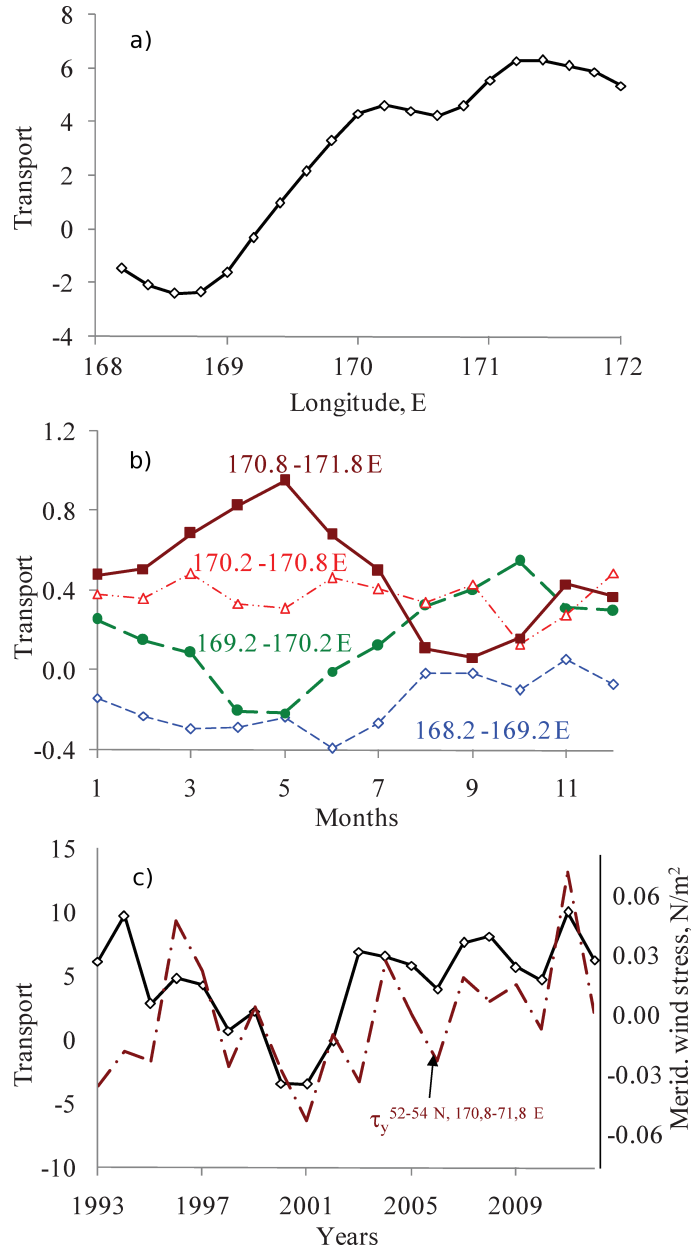 8
a)
6
4
2
0
-2
-4
Transport
168 169 170 171 172
Longitude, E
1.2
b)
170.8-171.8 E
0.8
170.2-170.8 E
0.4
169.2-170.2 E
0.0
168.2-169.2 E
-0.4
Transport
1 3 5 7 9 11
Months
15
c)
10
5
0
-5
-10
Transport
0.06
0.03
0.00
-0.03
-0.06
Merid. wind stress, N/m²
τy 52-54 N, 170,8-71,8 E
1993 1997 2001 2005 2009
Years